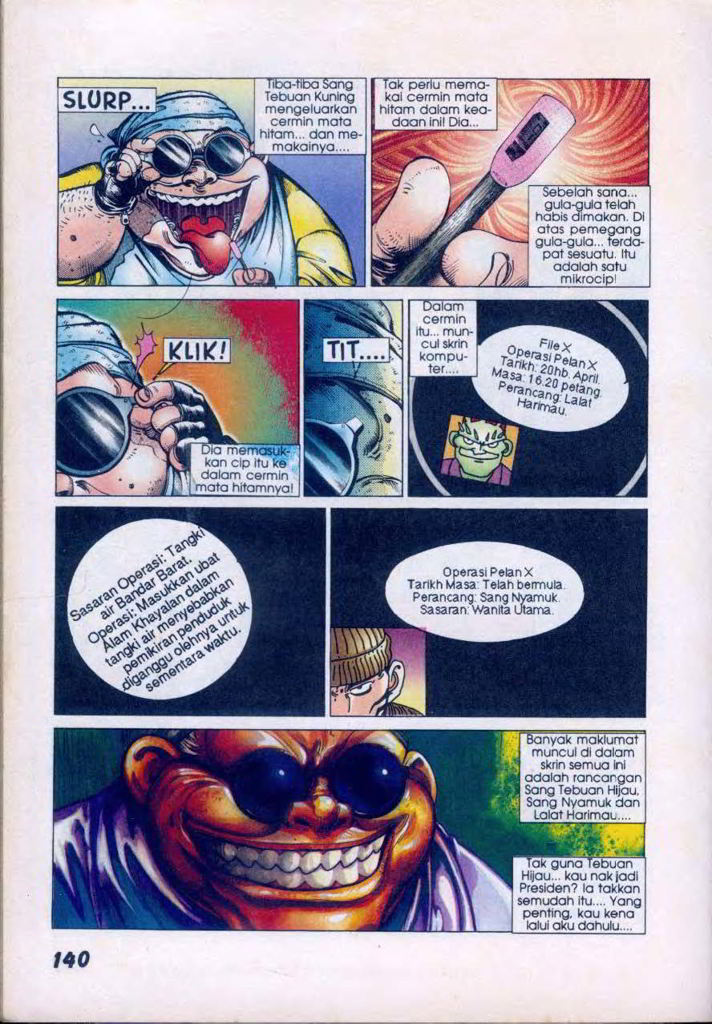 SLURP...
Tiba-tiba Sang
Tebuan Kuning
mengeluarkan
cermin mata
hitam... dan me-
makainya....
Tak perlu mema-
kai cermin mata
hitam dalam kea-
daan ini! Dia...
Sebelah sana...
gula-gula telah
habis dimakan. Di
atas pemegang
gula-gula... terda-
pat sesuatu. Itu
adalah satu
mikrocip!
KLIK!
Dia memasuk-
kan cip itu ke
dalam cermin
mata hitamnya!
TIT....
Dalam
cermin
itu... mun-
cul skrin
kompu-
ter....
File X
Operasi Pelan X
Tarikh: 20hb. April.
Masa: 16.20 petang.
Perancang: Lalat
Harimau.
Sasaran Operasi: Tangki
air Bandar Barat.
Operasi: Masukkan ubat
Alam Khayalan dalam
tangki air menyebabkan
pemikiran penduduk
diganggu olehnya untuk
sementara waktu.
Operasi Pelan X
Tarikh Masa: Telah bermula.
Perancang: Sang Nyamuk.
Sasaran: Wanita Utama.
Banyak maklumat
muncul di dalam
skrin semua ini
adalah rancangan
Sang Tebuan Hijau,
Sang Nyamuk dan
Lalat Harimau....
Tak guna Tebuan
Hijau... kau nak jadi
Presiden? Ia takkan
semudah itu.... Yang
penting, kau kena
lalui aku dahulu....
140